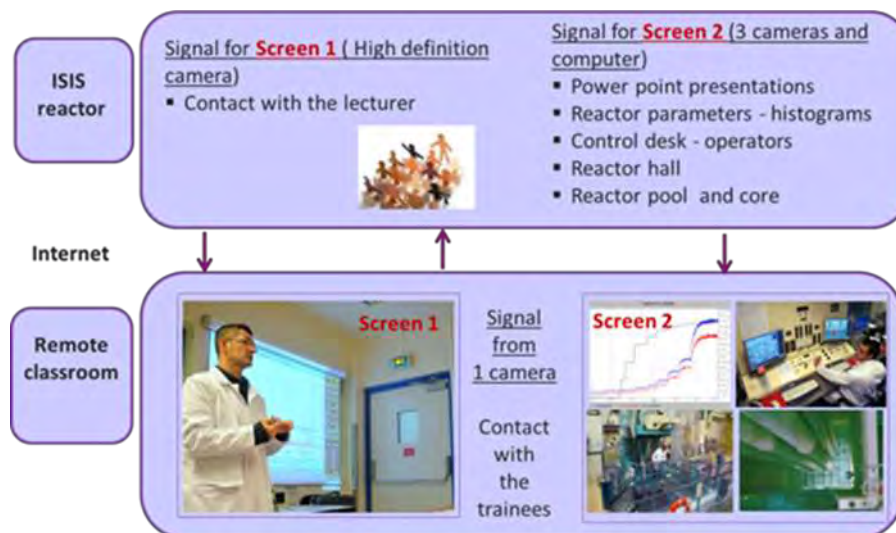 ISIS
reactor
Signal for Screen 1 ( High definition
camera)
▪ Contact with the lecturer
Signal for Screen 2 (3 cameras and
computer)
▪ Power point presentations
▪ Reactor parameters - histograms
▪ Control desk - operators
▪ Reactor hall
▪ Reactor pool and core
Internet
Remote
classroom
Screen 1
Signal
from
1 camera
Contact
with
the
trainees
Screen 2